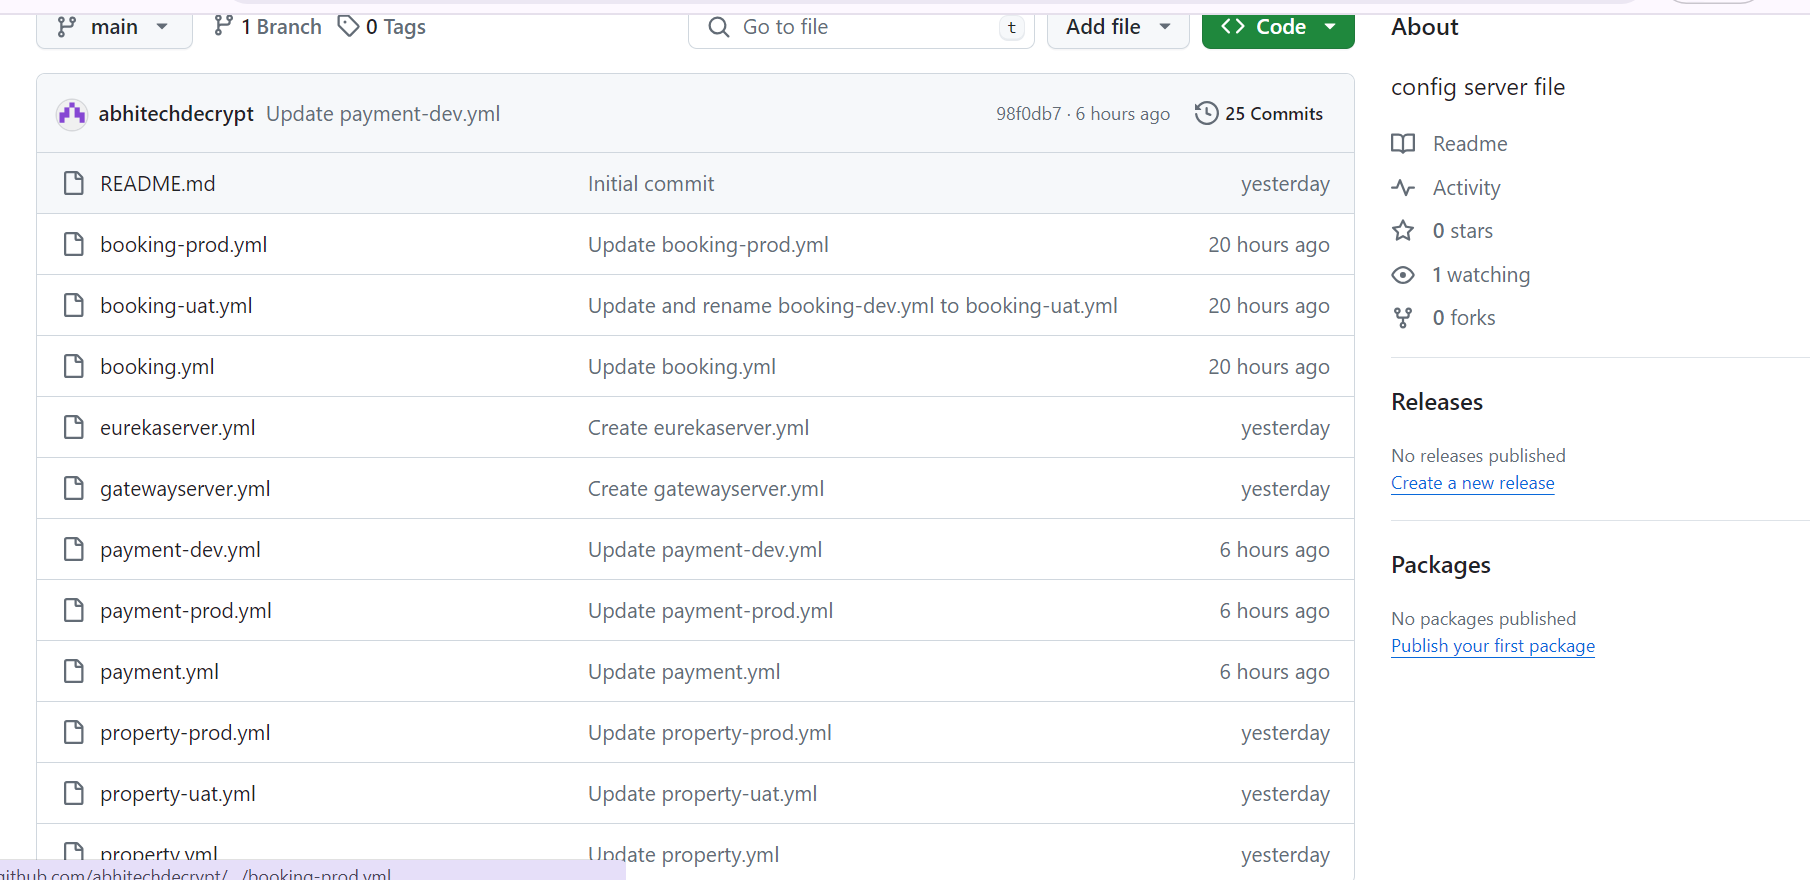 main
1 Branch
0 Tags
Go to file
t
Add file
Code
abhitechdecrypt Update payment-dev.yml
98f0db7 · 6 hours ago
25 Commits
README.md Initial commit yesterday
booking-prod.yml Update booking-prod.yml 20 hours ago
booking-uat.yml Update and rename booking-dev.yml to booking-uat.yml 20 hours ago
booking.yml Update booking.yml 20 hours ago
eurekaserver.yml Create eurekaserver.yml yesterday
gatewayserver.yml Create gatewayserver.yml yesterday
payment-dev.yml Update payment-dev.yml 6 hours ago
payment-prod.yml Update payment-prod.yml 6 hours ago
payment.yml Update payment.yml 6 hours ago
property-prod.yml Update property-prod.yml yesterday
property-uat.yml Update property-uat.yml yesterday
property.yml Update property.yml yesterday
github.com/abhitechdecrypt/.../booking-prod.yml
About
config server file
Readme
Activity
0 stars
1 watching
0 forks
Releases
No releases published
Create a new release
Packages
No packages published
Publish your first package